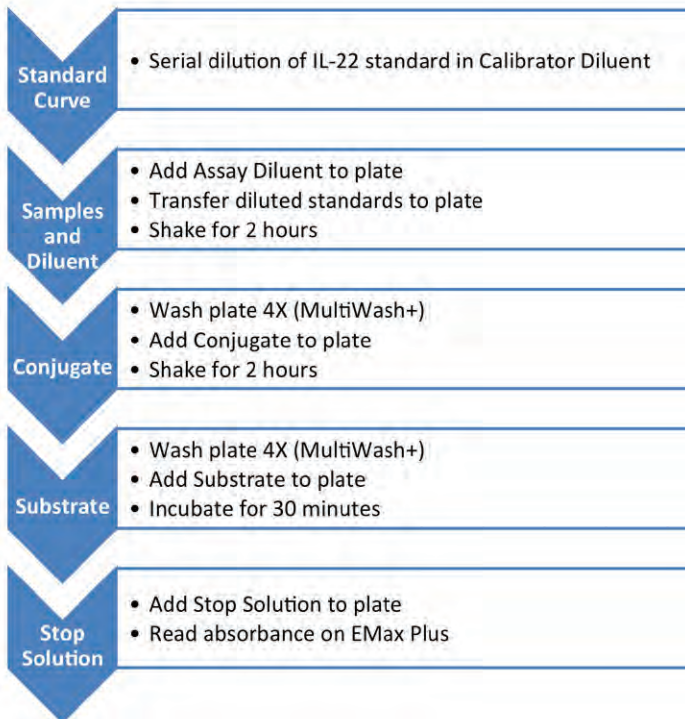 Standard
Curve
• Serial dilution of IL-22 standard in Calibrator Diluent
Samples
and
Diluent
• Add Assay Diluent to plate
• Transfer diluted standards to plate
• Shake for 2 hours
Conjugate
• Wash plate 4X (MultiWash+)
• Add Conjugate to plate
• Shake for 2 hours
Substrate
• Wash plate 4X (MultiWash+)
• Add Substrate to plate
• Incubate for 30 minutes
Stop
Solution
• Add Stop Solution to plate
• Read absorbance on EMax Plus